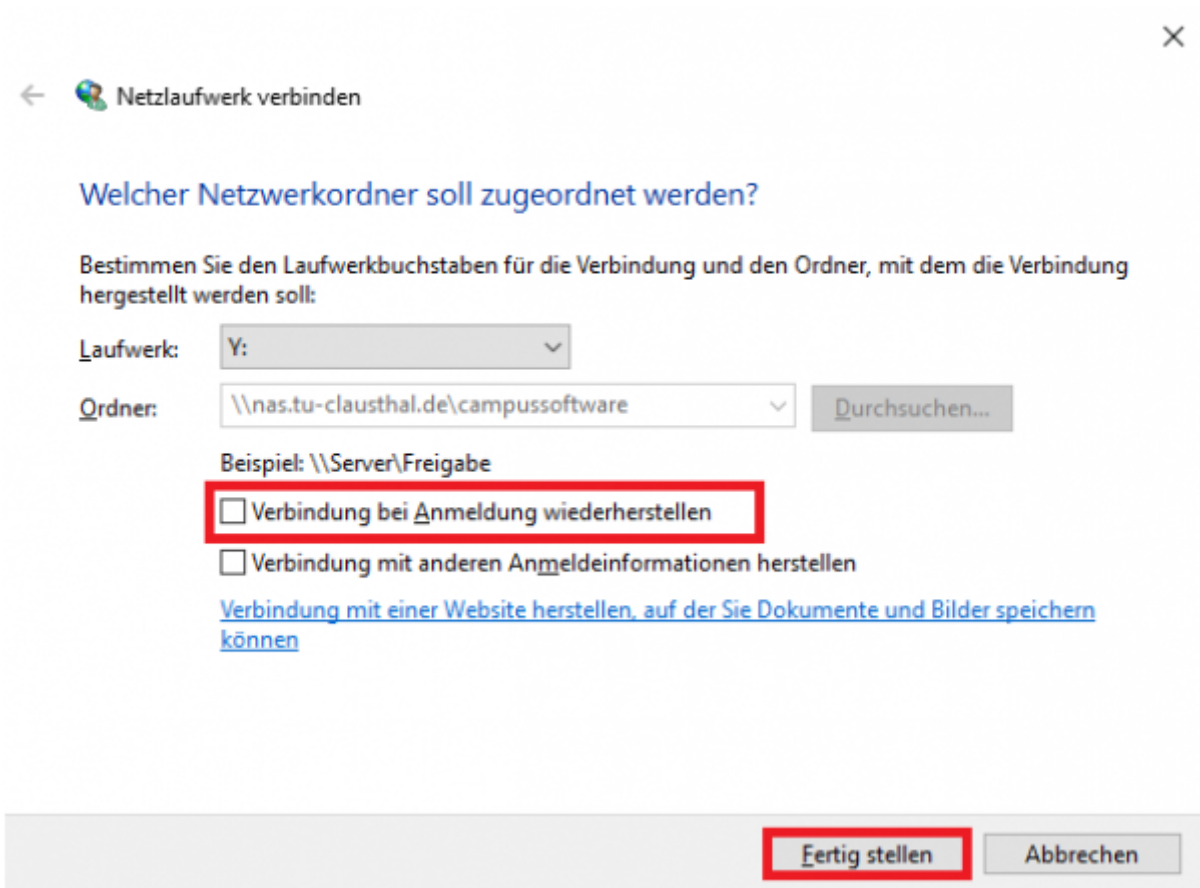 Netzlaufwerk verbinden
Welcher Netzwerkordner soll zugeordnet werden?
Bestimmen Sie den Laufwerkbuchstaben für die Verbindung und den Ordner, mit dem die Verbindung
hergestellt werden soll:
Laufwerk: Y:
Ordner: \\nas.tu-clausthal.de\campussoftware Durchsuchen...
Beispiel: \\Server\Freigabe
Verbindung bei Anmeldung wiederherstellen
Verbindung mit anderen Anmeldeinformationen herstellen
Verbindung mit einer Website herstellen, auf der Sie Dokumente und Bilder speichern
können
Fertig stellen Abbrechen